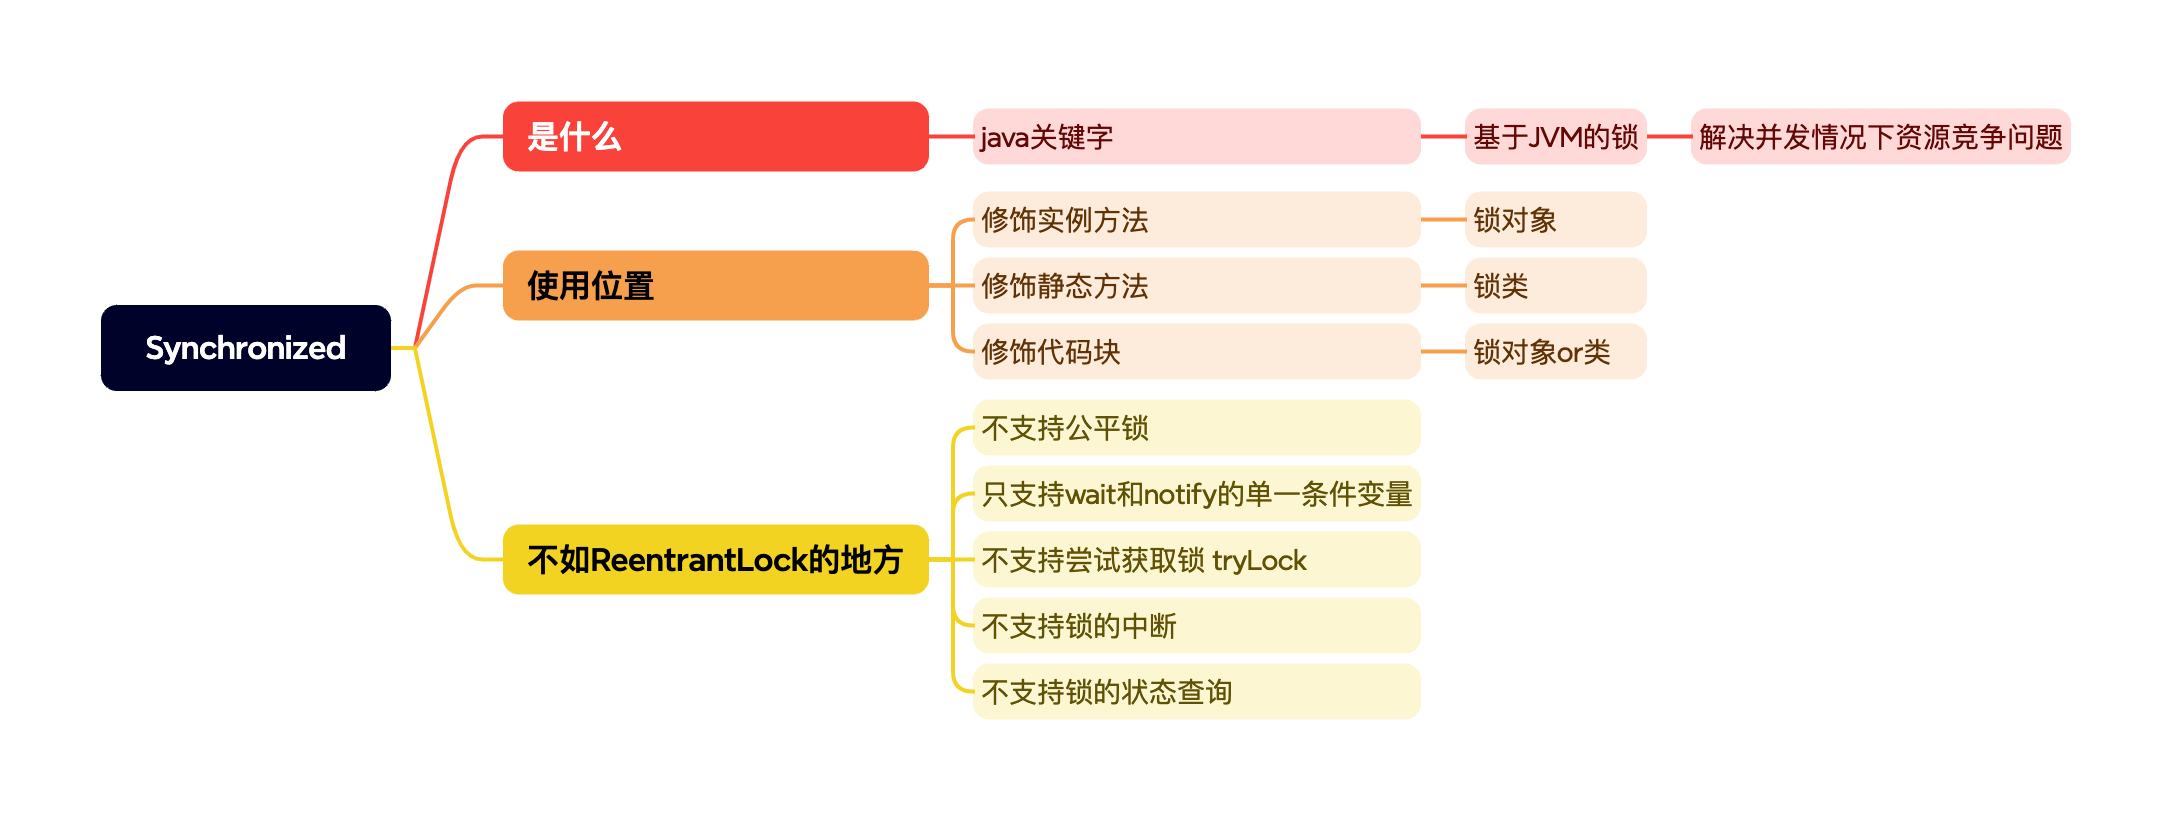 Synchronized
是什么
java关键字
基于JVM的锁
解决并发情况下资源竞争问题
使用位置
修饰实例方法
锁对象
修饰静态方法
锁类
修饰代码块
锁对象or类
不如ReentrantLock的地方
不支持公平锁
只支持wait和notify的单一条件变量
不支持尝试获取锁 tryLock
不支持锁的中断
不支持锁的状态查询